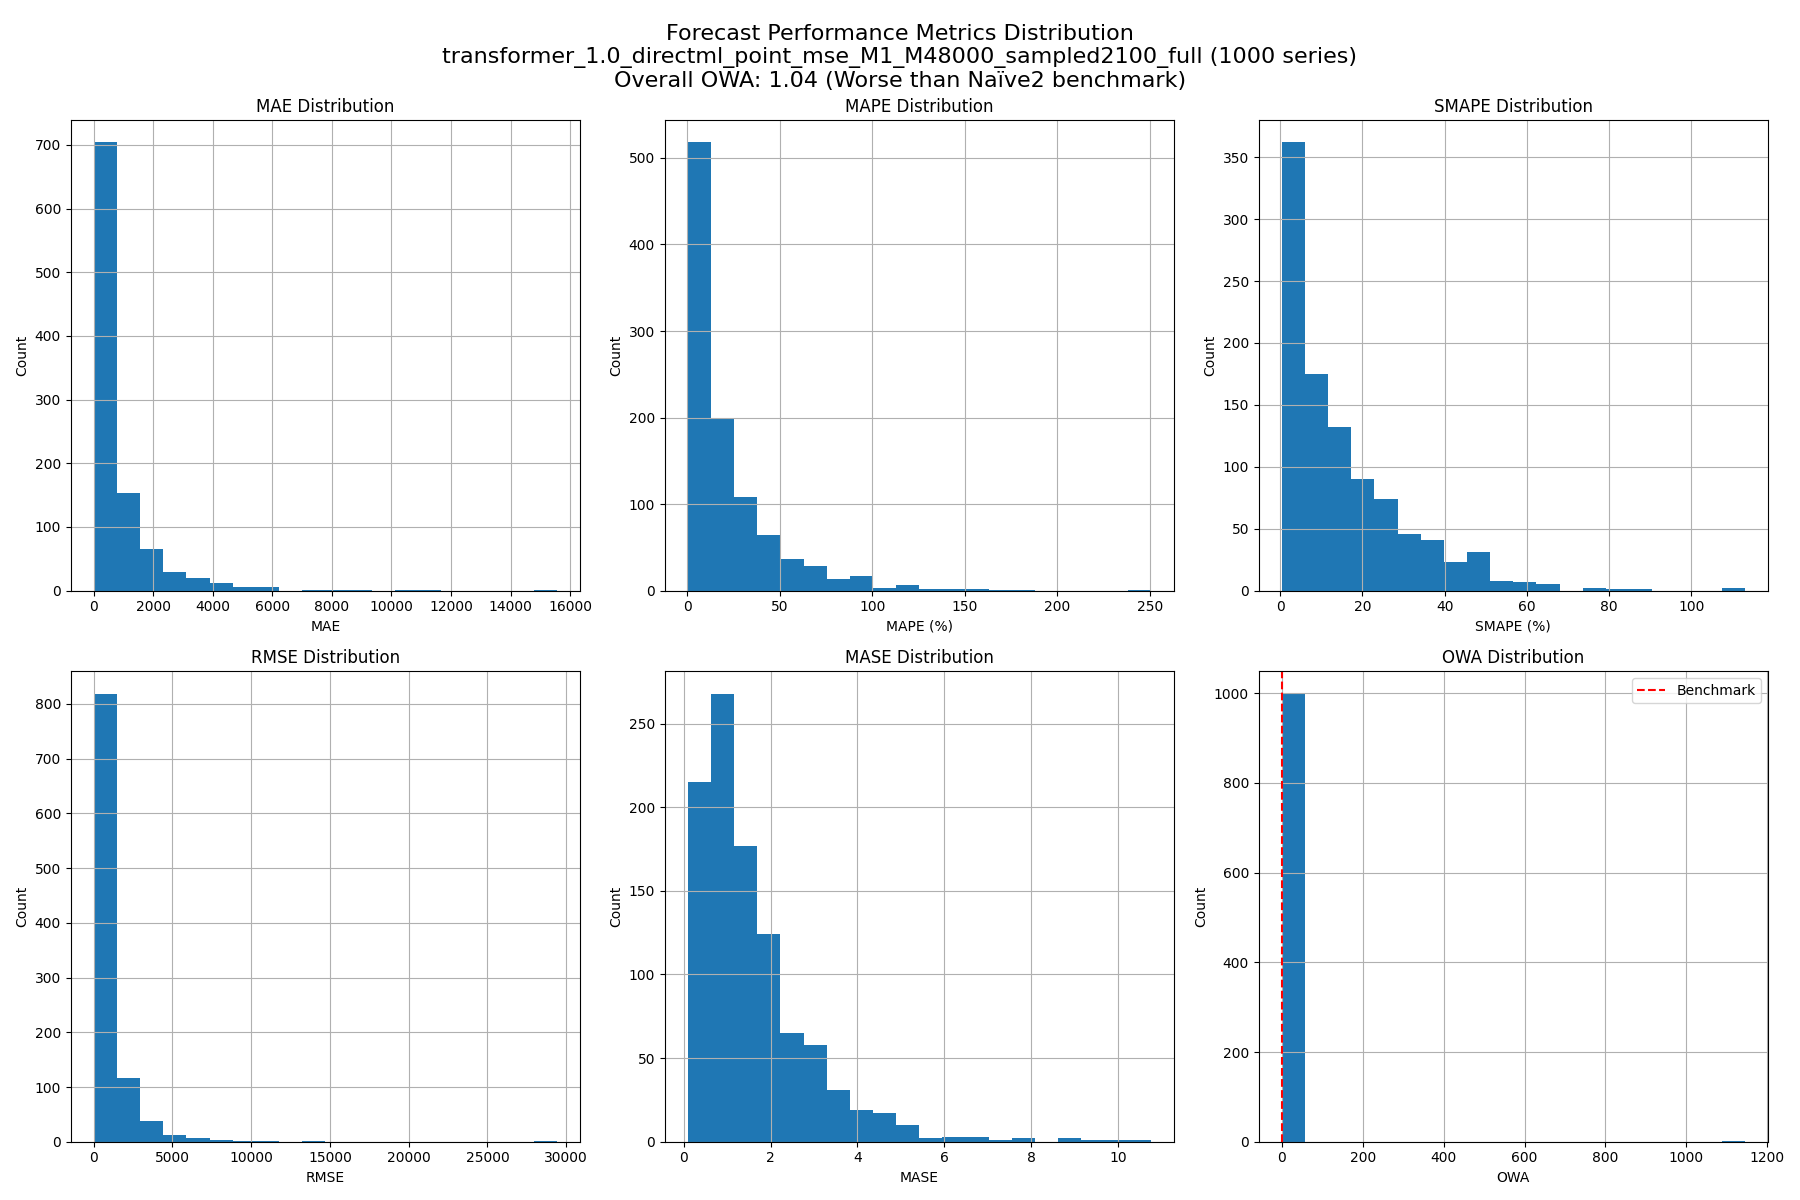 Forecast Performance Metrics Distribution
transformer_1.0_directml_point_mse_M1_M48000_sampled2100_full (1000 series)
Overall OWA: 1.04 (Worse than Naïve2 benchmark)
MAE Distribution
Count
700
600
500
400
300
200
100
0
0 2000 4000 6000 8000 10000 12000 14000 16000
MAE
MAPE Distribution
Count
500
400
300
200
100
0
0 50 100 150 200 250
MAPE (%)
SMAPE Distribution
Count
350
300
250
200
150
100
50
0
0 20 40 60 80 100
SMAPE (%)
RMSE Distribution
Count
800
700
600
500
400
300
200
100
0
0 5000 10000 15000 20000 25000 30000
RMSE
MASE Distribution
Count
250
200
150
100
50
0
0 2 4 6 8 10
MASE
OWA Distribution
Benchmark
Count
1000
800
600
400
200
0
0 200 400 600 800 1000 1200
OWA